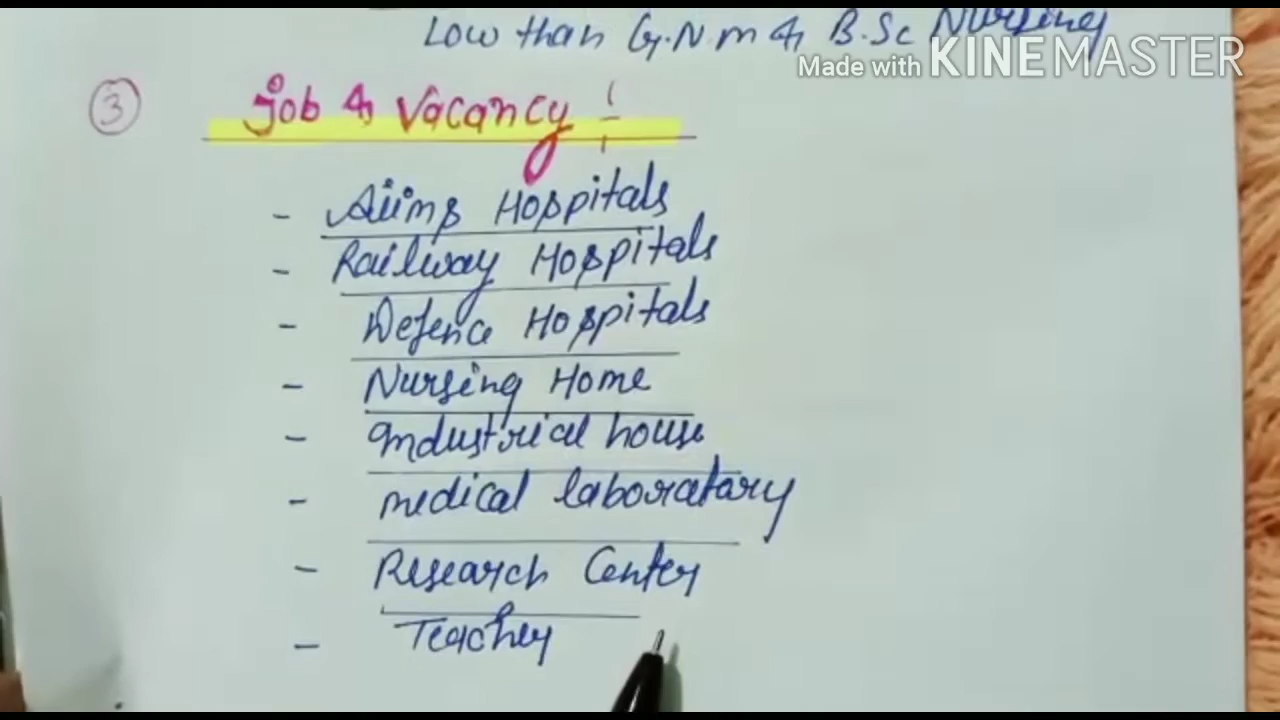 Low than G.N.m & B.Sc Nursing
Made with KINEMASTER
③ Job & Vacancy :-
- Aiims Hospitals
- Railway Hospitals
- Defence Hospitals
- Nursing Home
- Industrial house
- medical laboratary
- Research Center
- Teacher